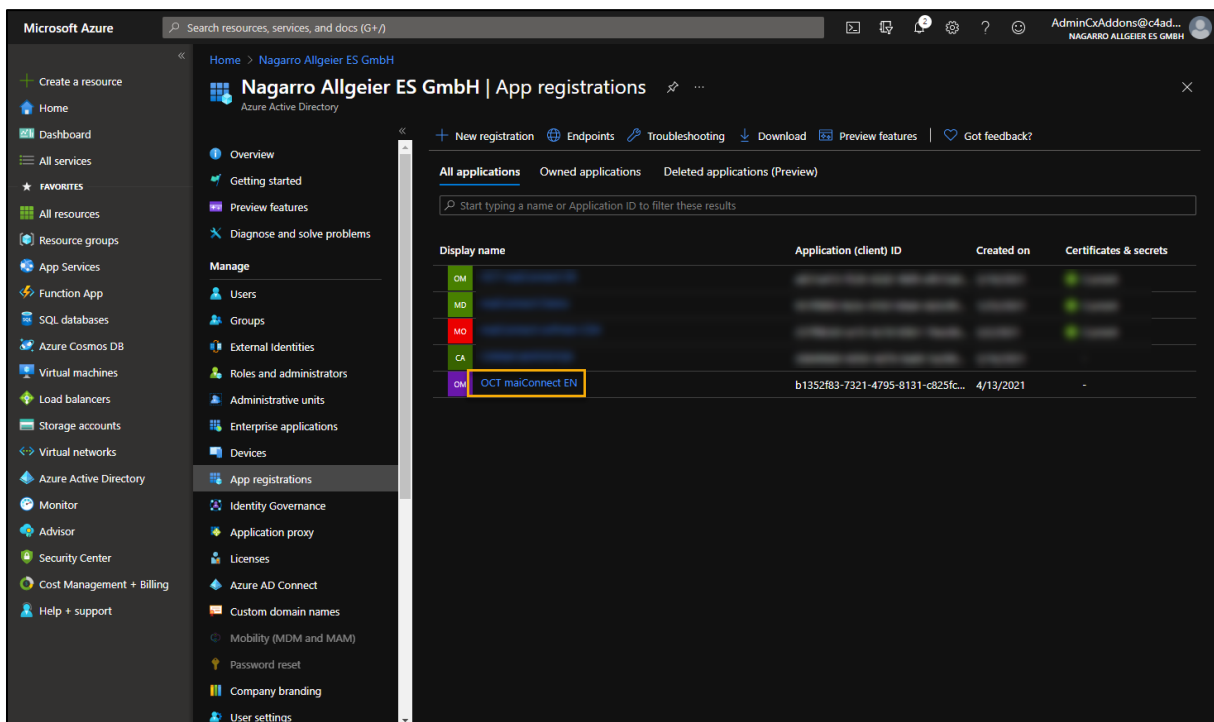 Microsoft Azure
Search resources, services, and docs (G+/)
2
AdminCxAddons@c4ad...
NAGARRO ALLGEIER ES GMBH
Create a resource
Home
Dashboard
All services
FAVORITES
All resources
Resource groups
App Services
Function App
SQL databases
Azure Cosmos DB
Virtual machines
Load balancers
Storage accounts
Virtual networks
Azure Active Directory
Monitor
Advisor
Security Center
Cost Management + Billing
Help + support
Home > Nagarro Allgeier ES GmbH
Nagarro Allgeier ES GmbH | App registrations
Azure Active Directory
Overview
Getting started
Preview features
Diagnose and solve problems
Manage
Users
Groups
External Identities
Roles and administrators
Administrative units
Enterprise applications
Devices
App registrations
Identity Governance
Application proxy
Licenses
Azure AD Connect
Custom domain names
Mobility (MDM and MAM)
Password reset
Company branding
User settings
New registration Endpoints Troubleshooting Download Preview features Got feedback?
All applications Owned applications Deleted applications (Preview)
Start typing a name or Application ID to filter these results
Display name Application (client) ID Created on Certificates & secrets
OM
MD
MO
CA
OM OCT maiConnect EN b1352f83-7321-4795-8131-c825fc... 4/13/2021 -